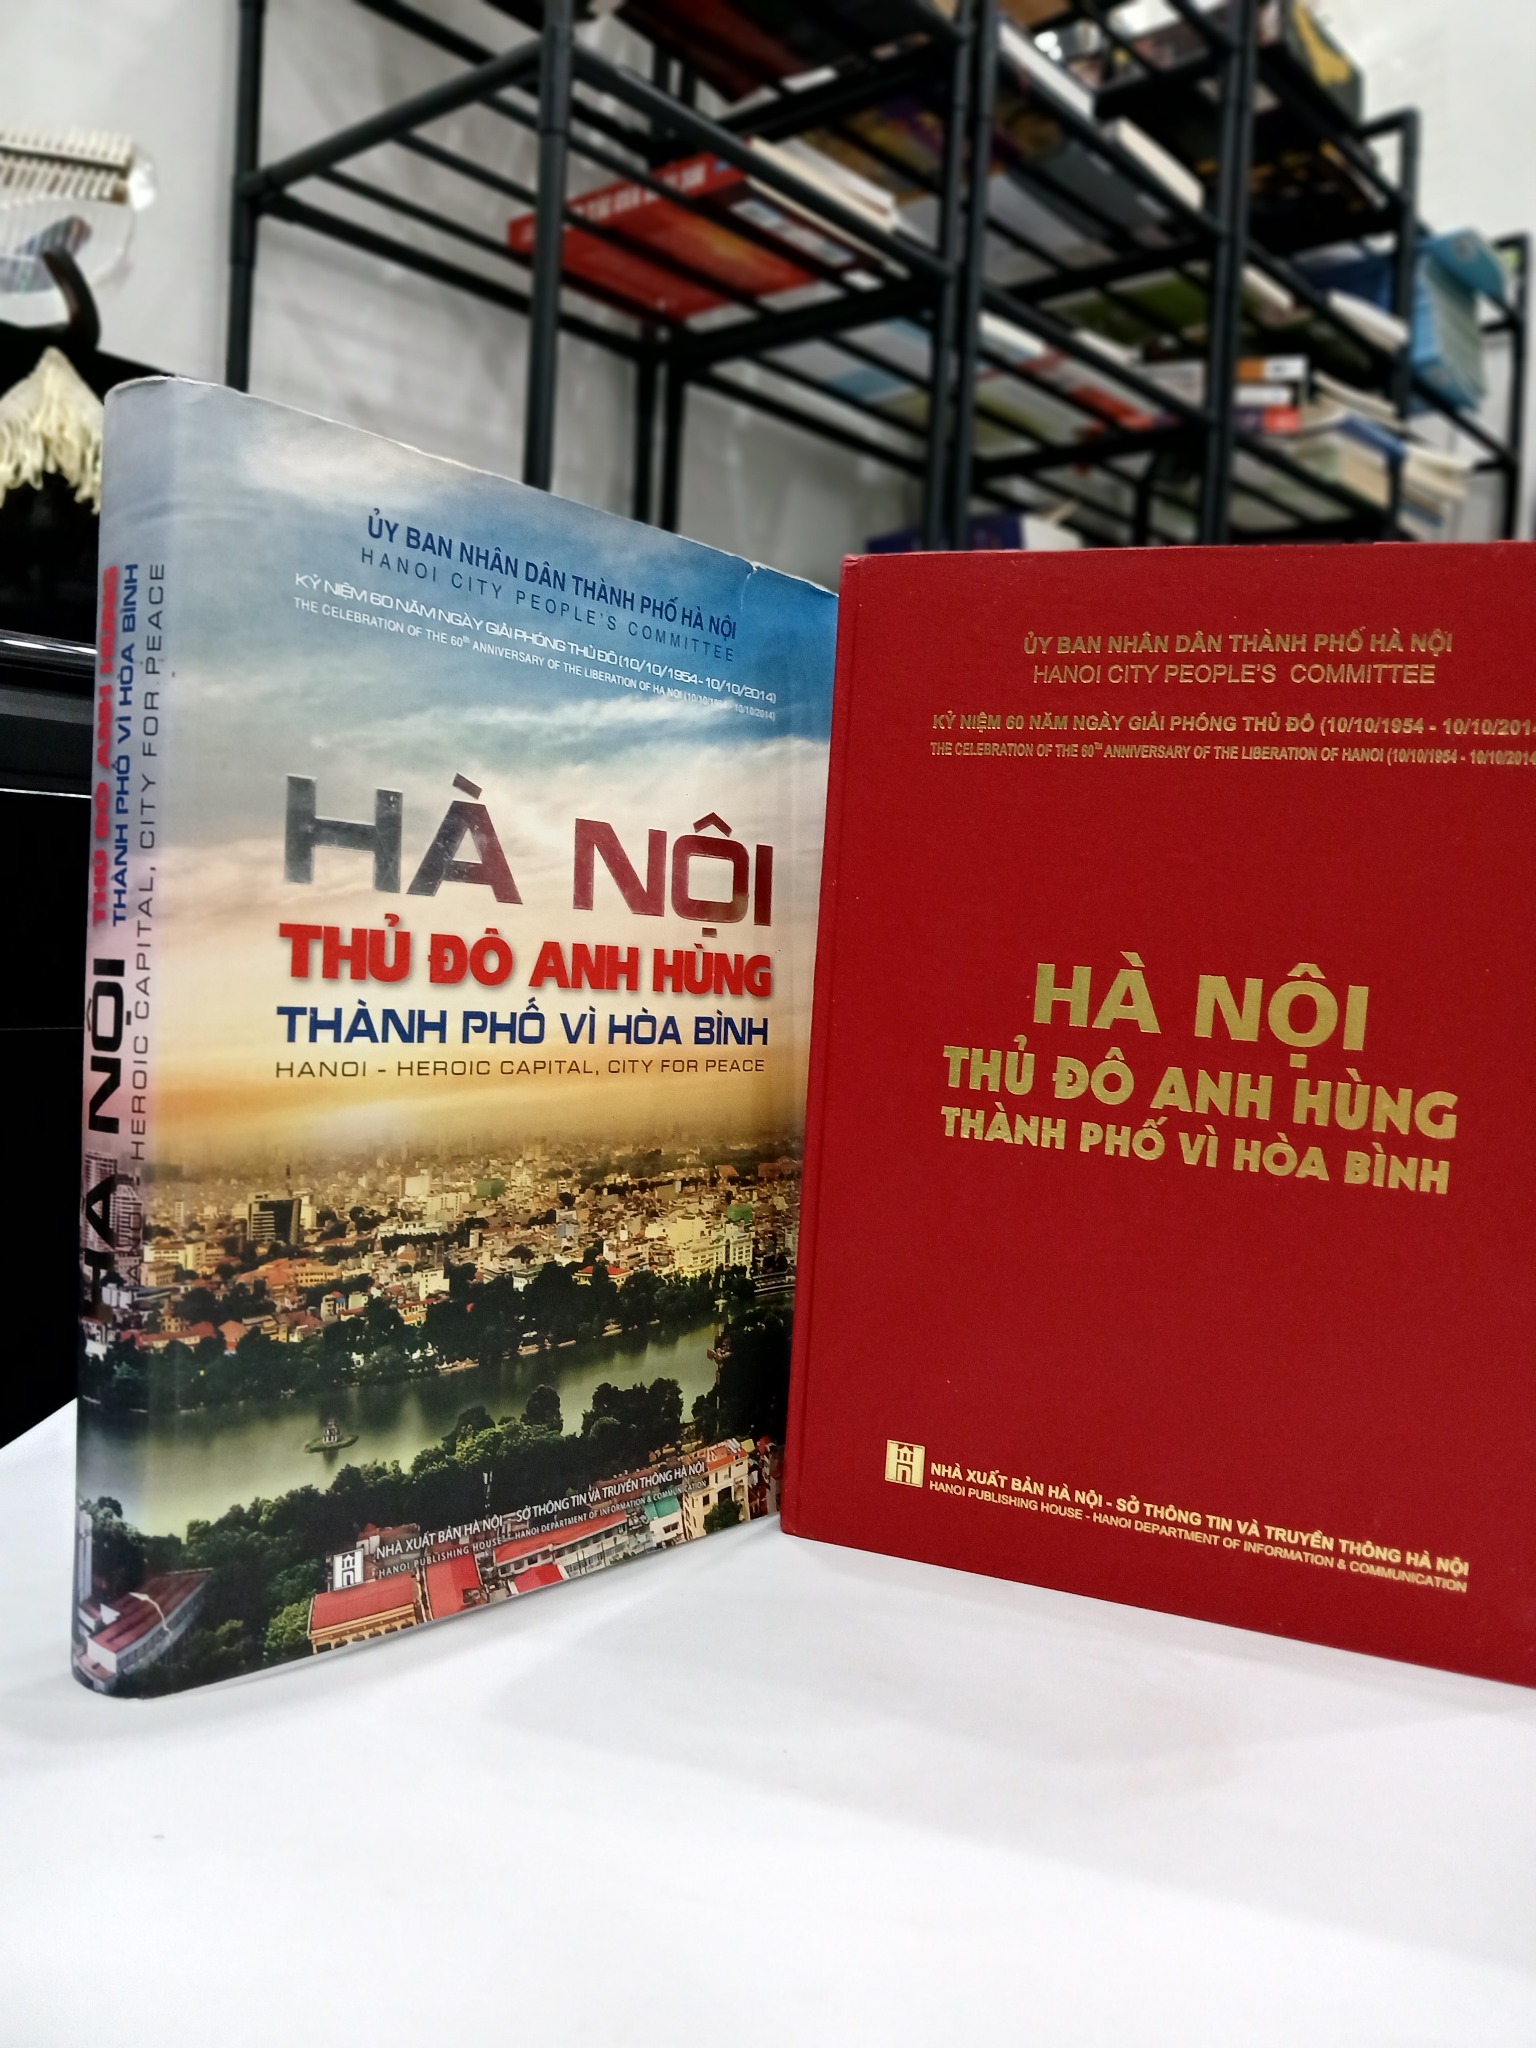 ỦY BAN NHÂN DÂN THÀNH PHỐ HÀ NỘI
HANOI CITY PEOPLE'S COMMITTEE
KỶ NIỆM 60 NĂM NGÀY GIẢI PHÓNG THỦ ĐÔ (10/10/1954-10/10/2014)
THE CELEBRATION OF THE 60th ANNIVERSARY OF THE LIBERATION OF HA NOI (10/10/1954 - 10/10/2014)
HÀ NỘI
THỦ ĐÔ ANH HÙNG
THÀNH PHỐ VÌ HÒA BÌNH
HANOI - HEROIC CAPITAL, CITY FOR PEACE
NHÀ XUẤT BẢN HÀ NỘI - SỞ THÔNG TIN VÀ TRUYỀN THÔNG HÀ NỘI
HANOI PUBLISHING HOUSE - HANOI DEPARTMENT OF INFORMATION & COMMUNICATION
HÀ NỘI
THỦ ĐÔ ANH HÙNG
THÀNH PHỐ VÌ HÒA BÌNH
HANOI - HEROIC CAPITAL, CITY FOR PEACE
ỦY BAN NHÂN DÂN THÀNH PHỐ HÀ NỘI
HANOI CITY PEOPLE'S COMMITTEE
KỶ NIỆM 60 NĂM NGÀY GIẢI PHÓNG THỦ ĐÔ (10/10/1954 - 10/10/2014
THE CELEBRATION OF THE 60TH ANNIVERSARY OF THE LIBERATION OF HANOI (10/10/1954 - 10/10/2014
HÀ NỘI
THỦ ĐÔ ANH HÙNG
THÀNH PHỐ VÌ HÒA BÌNH
NHÀ XUẤT BẢN HÀ NỘI - SỞ THÔNG TIN VÀ TRUYỀN THÔNG HÀ NỘI
HANOI PUBLISHING HOUSE - HANOI DEPARTMENT OF INFORMATION & COMMUNICATION